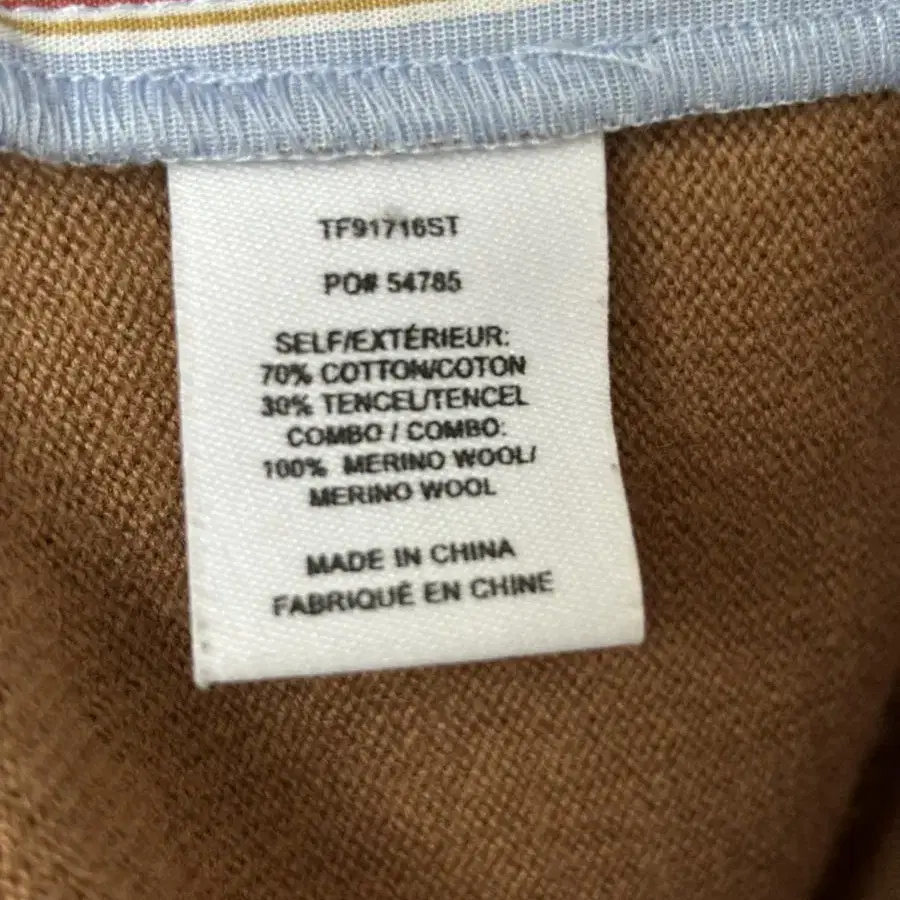 TF91716ST
PO# 54785
SELF/EXTÉRIEUR:
70% COTTON/COTON
30% TENCEL/TENCEL
COMBO / COMBO:
100% MERINO WOOL/
MERINO WOOL
MADE IN CHINA
FABRIQUÉ EN CHINE